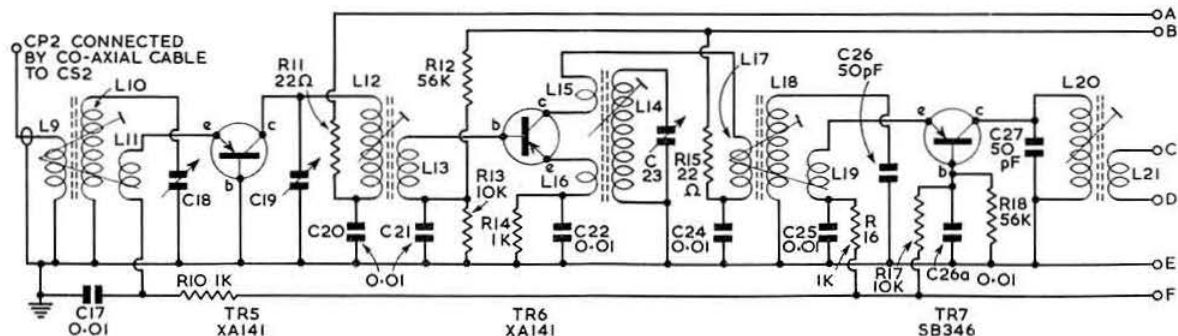 A
B
CP2 CONNECTED
BY CO-AXIAL CABLE
TO CS2
L10
R11
22Ω
L12
R12
56K
L15
L14
L17
L18
C26
50pF
L20
L9
L11
e
c
b
C18
C19
L13
R13
10K
b
c
e
L16
R14
1K
C
23
R15
22
Ω
L19
e
c
b
C27
50
pF
C
L21
D
C20
C21
0.01
C22
0.01
C24
0.01
C25
0.01
R
16
1K
R17
10K
C26a
R18
56K
0.01
E
R10 1K
F
C17
0.01
TR5
XA141
TR6
XA141
TR7
SB346